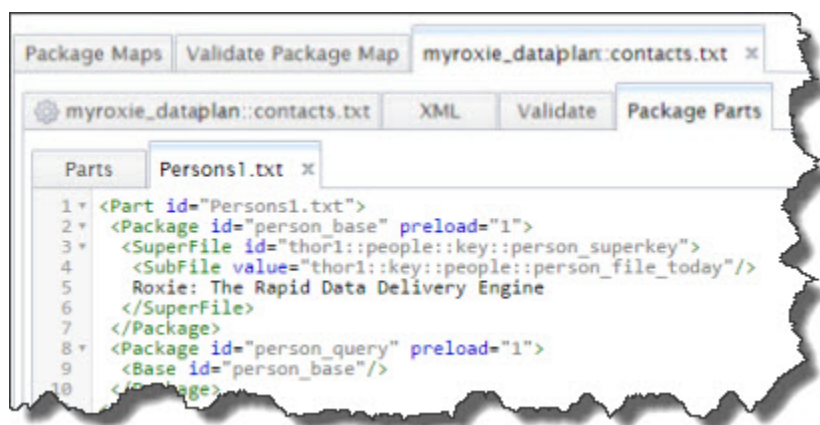 Package Maps Validate Package Map myroxie_dataplan::contacts.txt x
myroxie_dataplan::contacts.txt XML Validate Package Parts
Parts Persons1.txt x
1 <Part id="Persons1.txt">
2 <Package id="person_base" preload="1">
3 <SuperFile id="thor1::people::key::person_superkey">
4 <SubFile value="thor1::key::people::person_file_today"/>
5 Roxie: The Rapid Data Delivery Engine
6 </SuperFile>
7 </Package>
8 <Package id="person_query" preload="1">
9 <Base id="person_base"/>
10